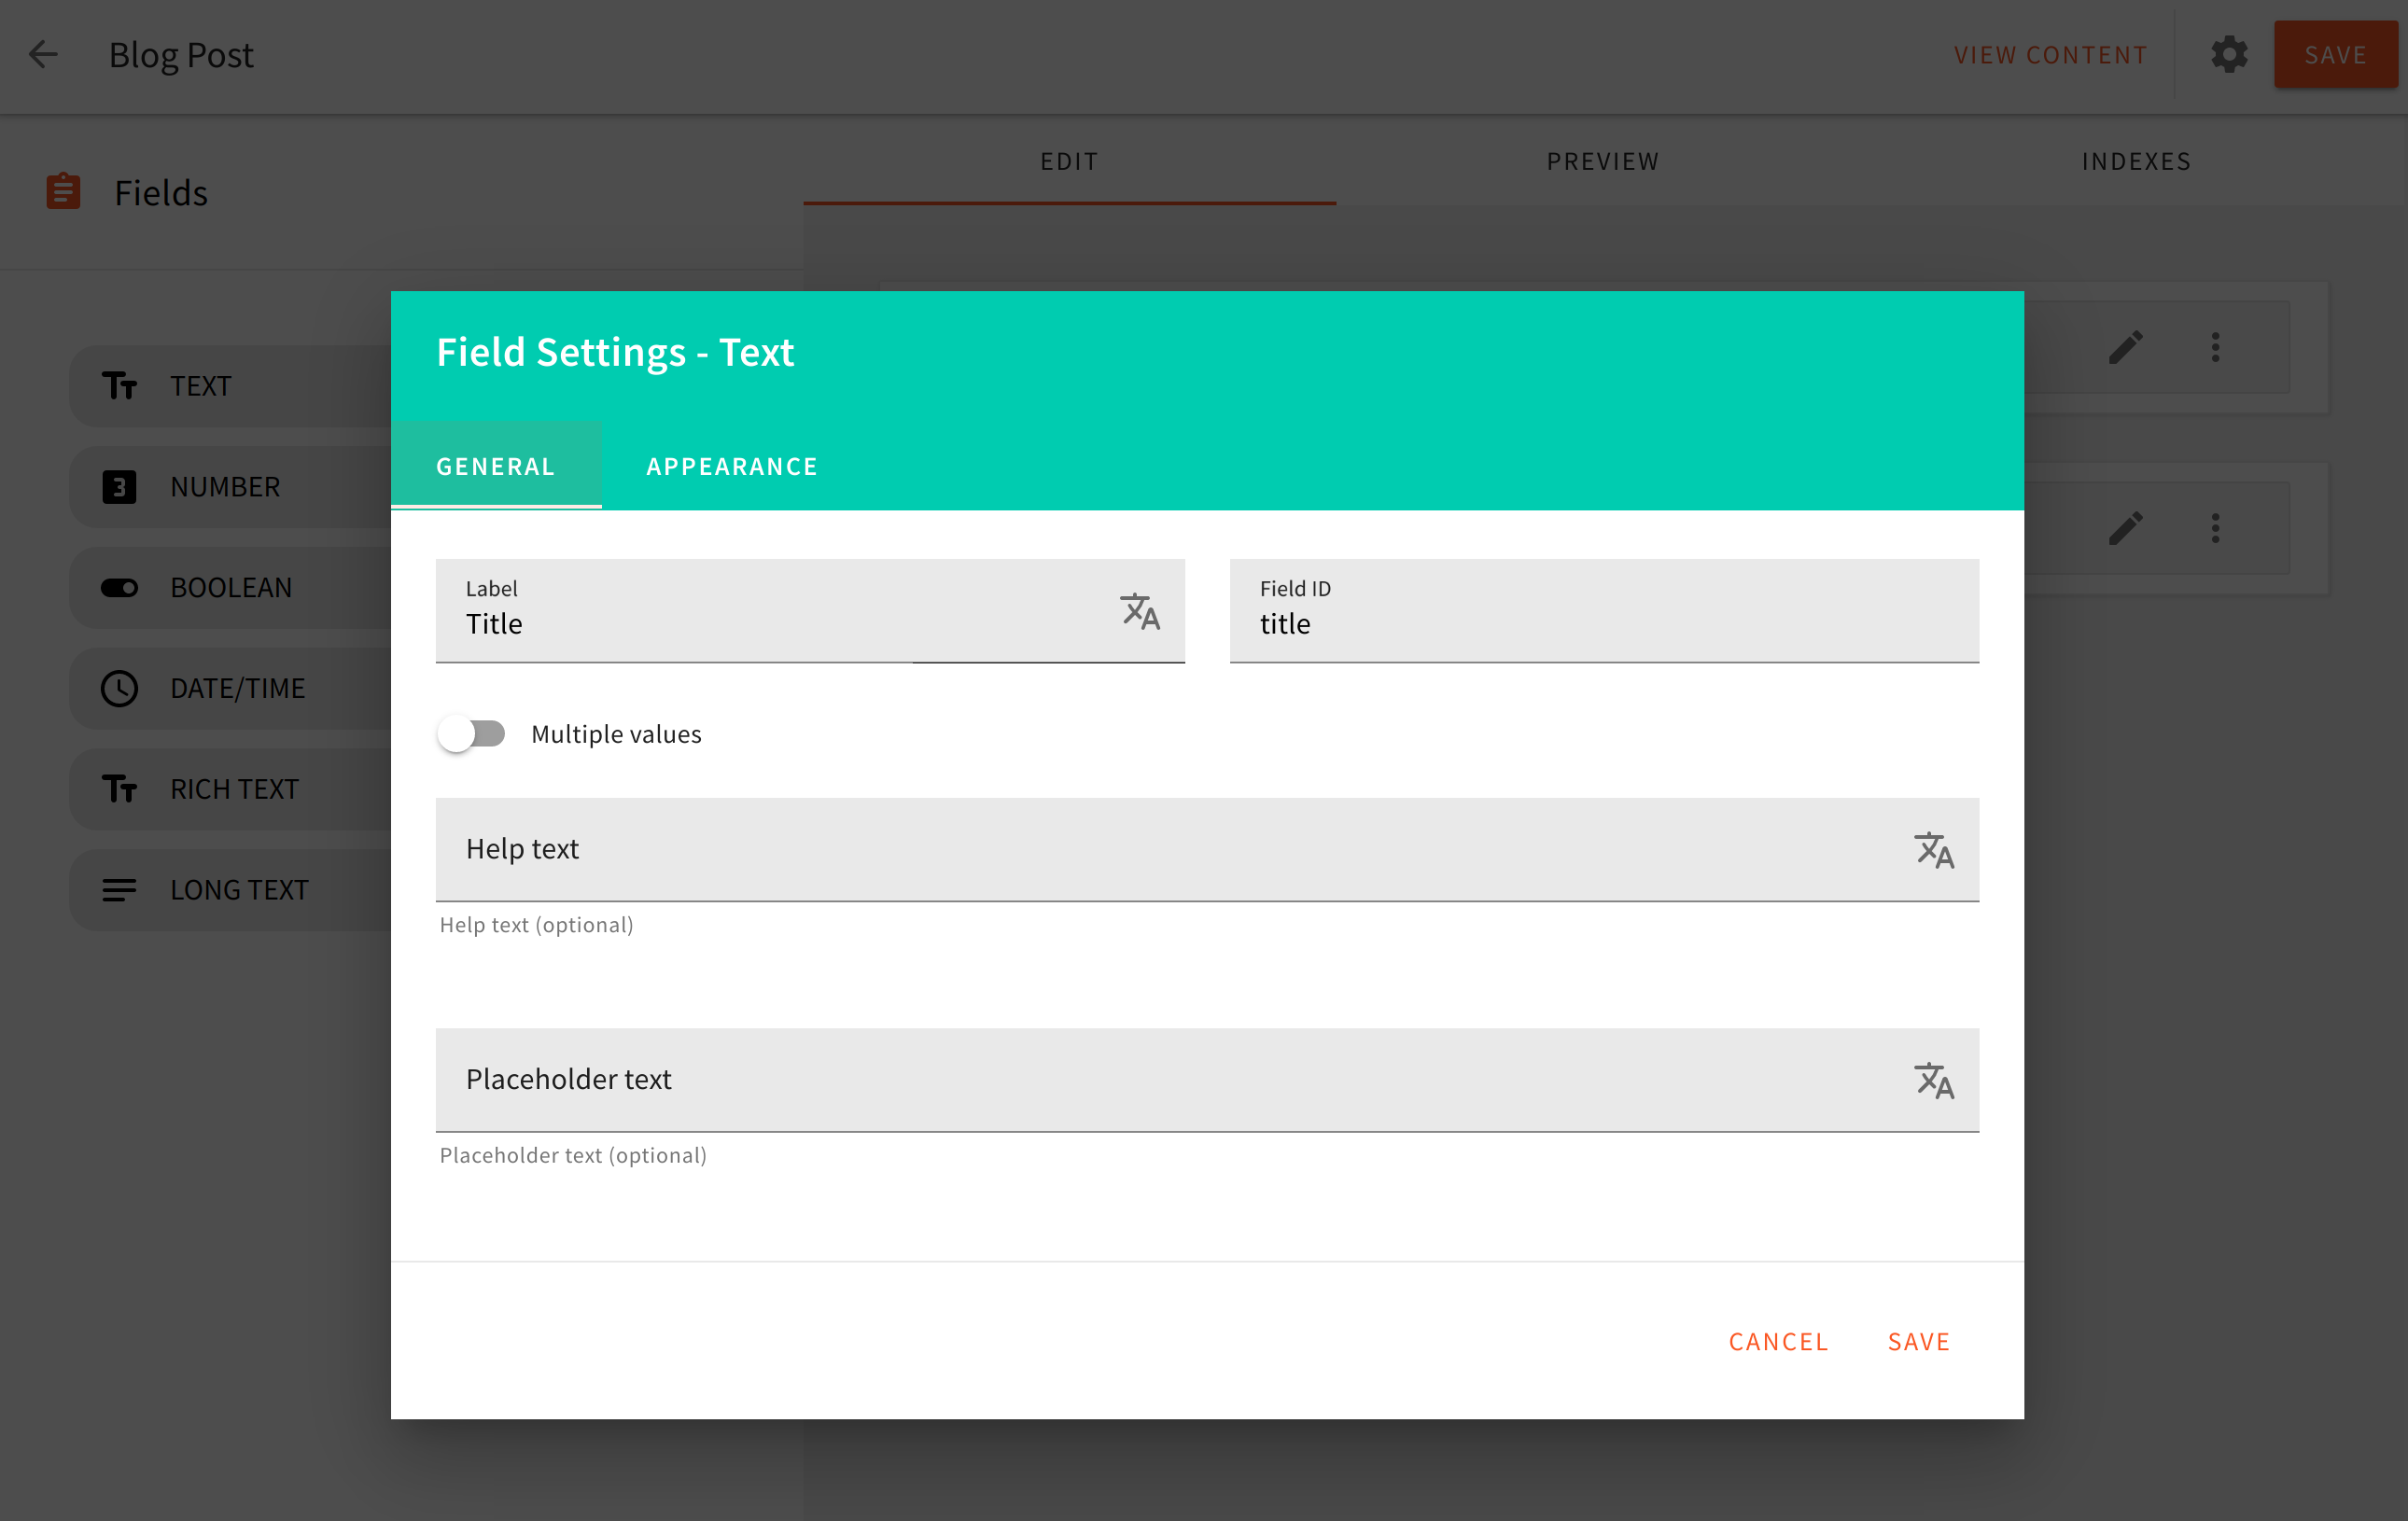 Blog Post
VIEW CONTENT
SAVE
Fields
EDIT
PREVIEW
INDEXES
TEXT
NUMBER
BOOLEAN
DATE/TIME
RICH TEXT
LONG TEXT
Field Settings - Text
GENERAL
APPEARANCE
Label
Title
Field ID
title
Multiple values
Help text
Help text (optional)
Placeholder text
Placeholder text (optional)
CANCEL
SAVE